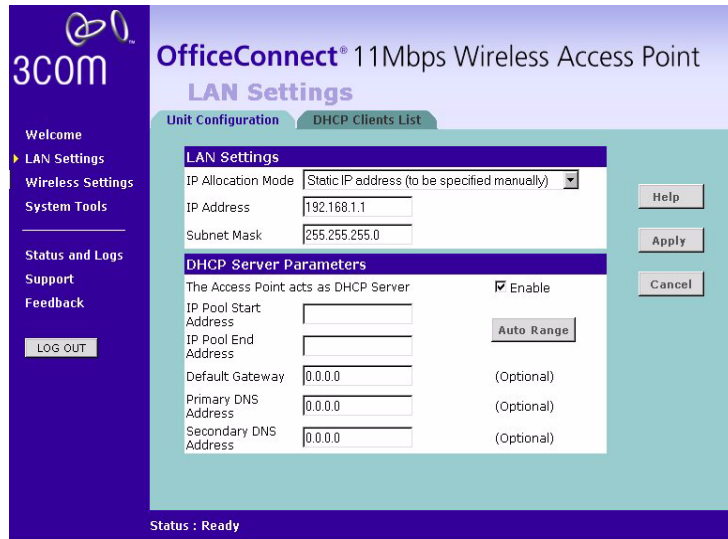 3COM
OfficeConnect® 11Mbps Wireless Access Point
LAN Settings
Unit Configuration
DHCP Clients List
Welcome
LAN Settings
Wireless Settings
System Tools
Status and Logs
Support
Feedback
LOG OUT
LAN Settings
IP Allocation Mode Static IP address (to be specified manually)
IP Address 192.168.1.1
Subnet Mask 255.255.255.0
DHCP Server Parameters
The Access Point acts as DHCP Server Enable
IP Pool Start
Address
IP Pool End
Address
Auto Range
Default Gateway 0.0.0.0 (Optional)
Primary DNS
Address 0.0.0.0 (Optional)
Secondary DNS
Address 0.0.0.0 (Optional)
Help
Apply
Cancel
Status : Ready